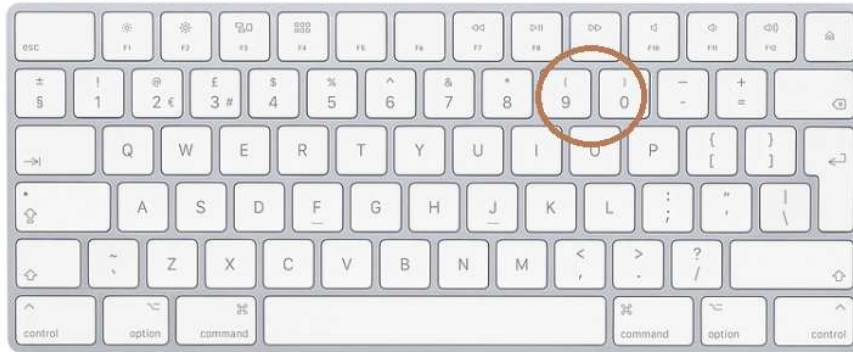 esc F1 F2 F3 F4 F5 F6 F7 F8 F10 F11 F12
± ! @ £ $ % ^ & * ( ) — +
§ 1 2 € 3 # 4 5 6 7 8 9 0 - =
Q W E R T Y U I O P { [ } ]
A S D F G H J K L : ; " ' | \
~ ` Z X C V B N M < , > . ? /
control option command command option control